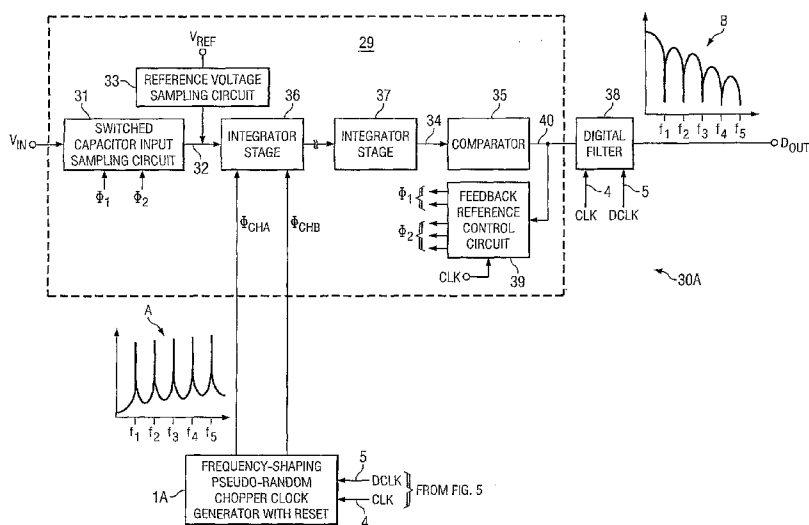 29
V_REF
33
REFERENCE VOLTAGE
SAMPLING CIRCUIT
31
V_IN
SWITCHED
CAPACITOR INPUT
SAMPLING CIRCUIT
Φ1 Φ2
32
36
INTEGRATOR
STAGE
37
INTEGRATOR
STAGE
34
35
COMPARATOR
40
38
DIGITAL
FILTER
4 5
CLK DCLK
D_OUT
B
f1 f2 f3 f4 f5
Φ1
Φ2
FEEDBACK
REFERENCE
CONTROL
CIRCUIT
39
CLK
30A
Φ_CHA
Φ_CHB
A
f1 f2 f3 f4 f5
1A
FREQUENCY-SHAPING
PSEUDO-RANDOM
CHOPPER CLOCK
GENERATOR WITH RESET
5
DCLK
CLK
4
FROM FIG. 5